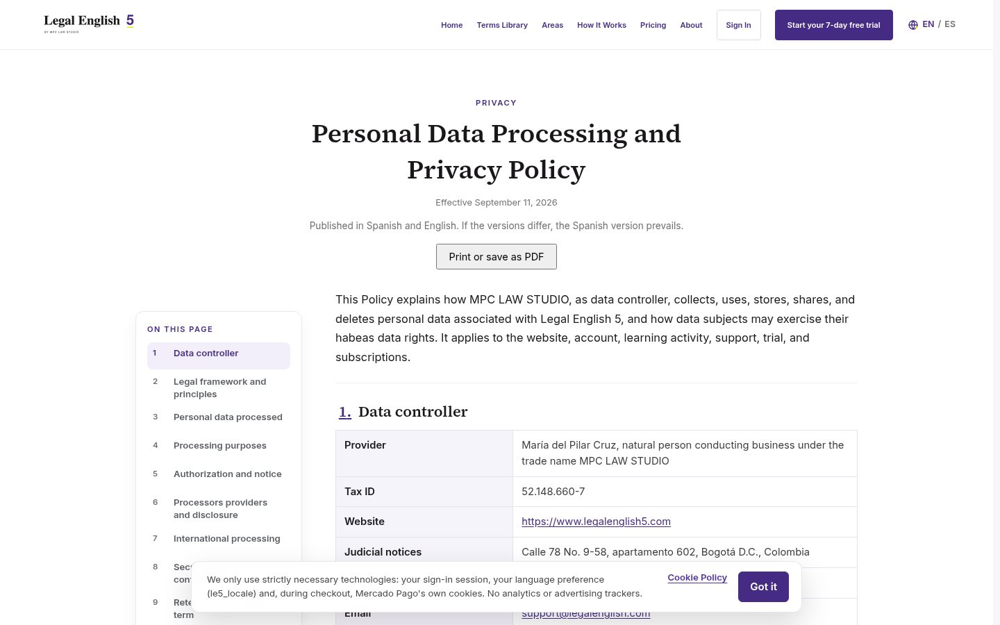 Legal English 5
BY MPC LAW STUDIO
Home
Terms Library
Areas
How It Works
Pricing
About
Sign In
Start your 7-day free trial
EN / ES
PRIVACY
Personal Data Processing and
Privacy Policy
Effective September 11, 2026
Published in Spanish and English. If the versions differ, the Spanish version prevails.
Print or save as PDF
ON THIS PAGE
1 Data controller
2 Legal framework and
principles
3 Personal data processed
4 Processing purposes
5 Authorization and notice
6 Processors providers
and disclosure
7 International processing
8
9
term
This Policy explains how MPC LAW STUDIO, as data controller, collects, uses, stores, shares, and
deletes personal data associated with Legal English 5, and how data subjects may exercise their
habeas data rights. It applies to the website, account, learning activity, support, trial, and
subscriptions.
1. Data controller
Provider
María del Pilar Cruz, natural person conducting business under the
trade name MPC LAW STUDIO
Tax ID
52.148.660-7
Website
https://www.legalenglish5.com
Judicial notices
Calle 78 No. 9-58, apartamento 602, Bogotá D.C., Colombia
Email
support@legalenglish.com
We only use strictly necessary technologies: your sign-in session, your language preference
(le5_locale) and, during checkout, Mercado Pago's own cookies. No analytics or advertising trackers.
Cookie Policy
Got it